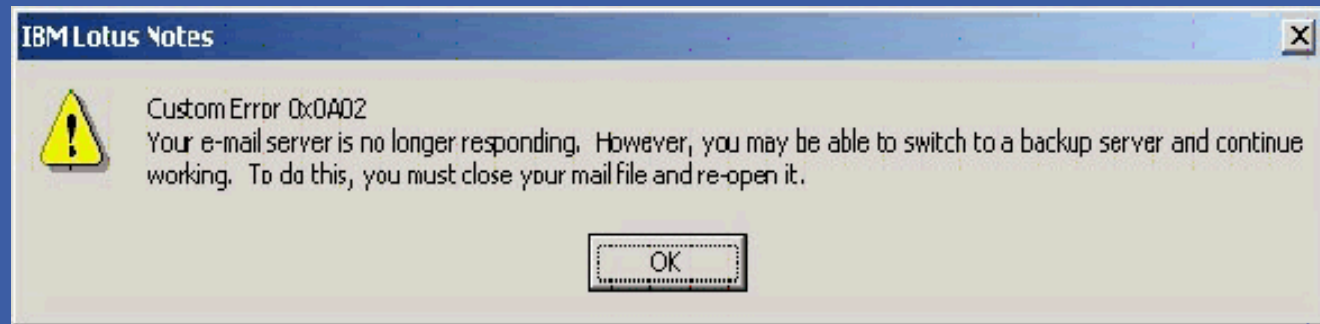 IBM Lotus Notes
Custom Error 0x0A02
Your e-mail server is no longer responding. However, you may be able to switch to a backup server and continue
working. To do this, you must close your mail file and re-open it.
OK